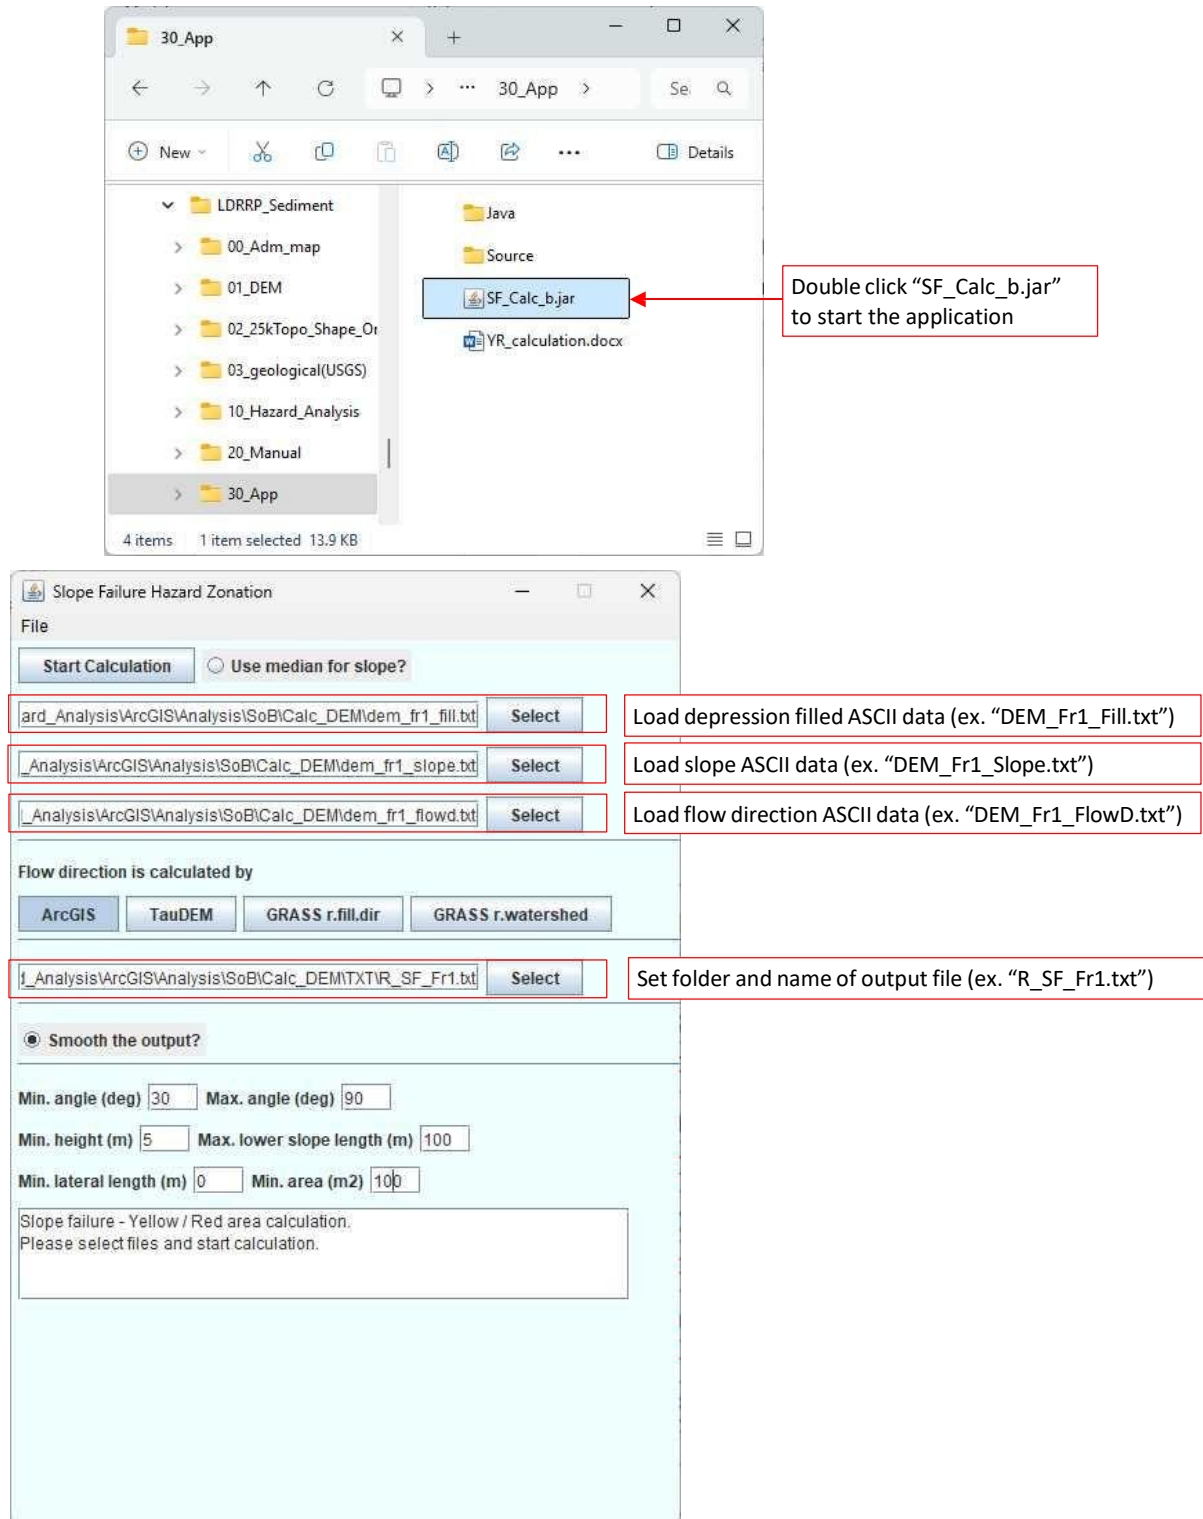 30_App
30_App
Se
New
Details
LDRRP_Sediment
00_Adm_map
01_DEM
02_25kTopo_Shape_Or
03_geological(USGS)
10_Hazard_Analysis
20_Manual
30_App
Java
Source
SF_Calc_b.jar
YR_calculation.docx
4 items 1 item selected 13.9 KB
Double click “SF_Calc_b.jar”
to start the application
Slope Failure Hazard Zonation
File
Start Calculation Use median for slope?
ard_Analysis\ArcGIS\Analysis\SoB\Calc_DEM\dem_fr1_fill.txt Select
Load depression filled ASCII data (ex. “DEM_Fr1_Fill.txt”)
_Analysis\ArcGIS\Analysis\SoB\Calc_DEM\dem_fr1_slope.txt Select
Load slope ASCII data (ex. “DEM_Fr1_Slope.txt”)
_Analysis\ArcGIS\Analysis\SoB\Calc_DEM\dem_fr1_flowd.txt Select
Load flow direction ASCII data (ex. “DEM_Fr1_FlowD.txt”)
Flow direction is calculated by
ArcGIS TauDEM GRASS r.fill.dir GRASS r.watershed
_Analysis\ArcGIS\Analysis\SoB\Calc_DEM\TXT\R_SF_Fr1.txt Select
Set folder and name of output file (ex. “R_SF_Fr1.txt”)
Smooth the output?
Min. angle (deg) 30 Max. angle (deg) 90
Min. height (m) 5 Max. lower slope length (m) 100
Min. lateral length (m) 0 Min. area (m2) 100
Slope failure - Yellow / Red area calculation.
Please select files and start calculation.